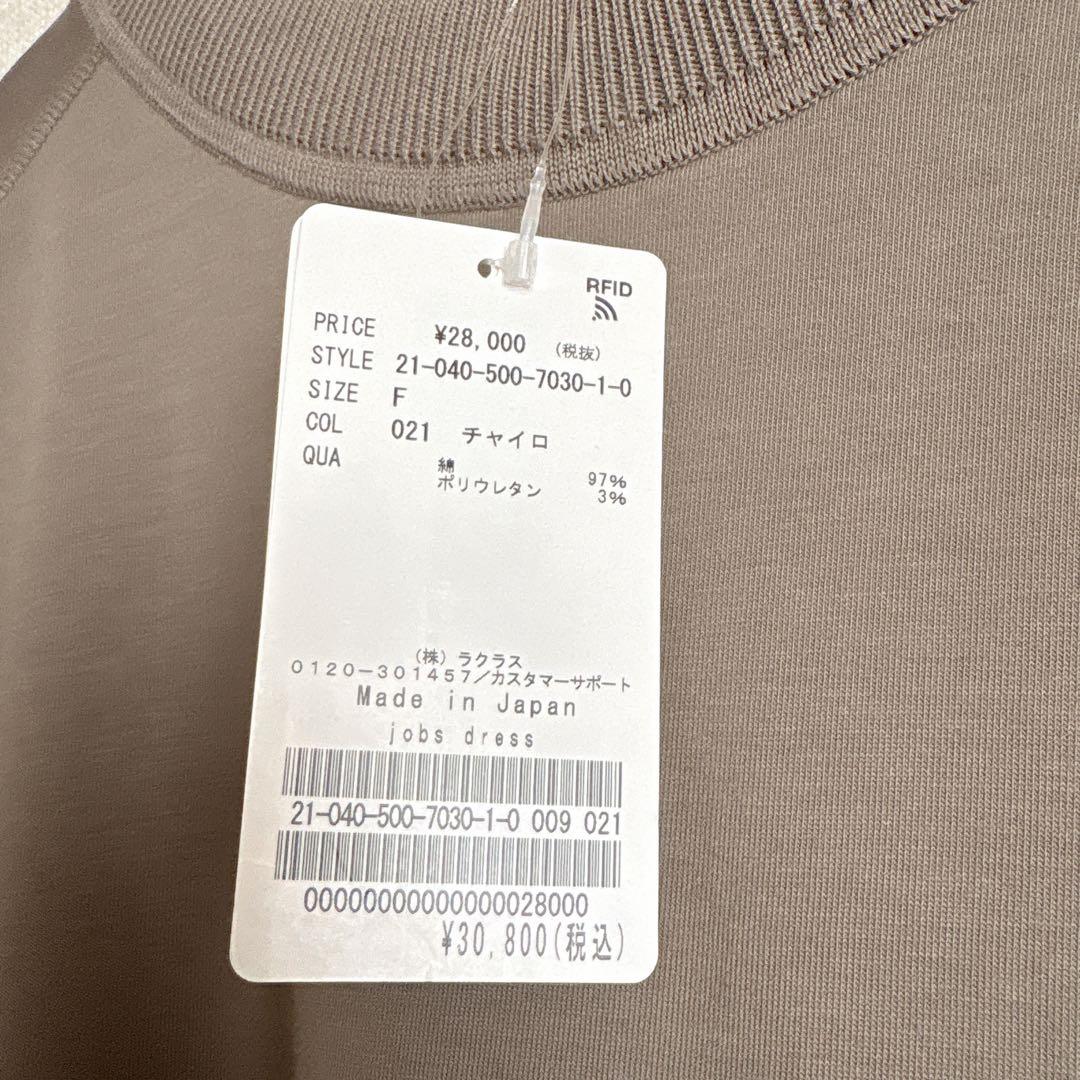 RFID
PRICE ¥28,000 (税抜)
STYLE 21-040-500-7030-1-0
SIZE F
COL 021 チャイロ
QUA 綿 97%
ポリウレタン 3%
(株)ラクラス
0120-301457/カスタマーサポート
Made in Japan
jobs dress
21-040-500-7030-1-0 009 021
00000000000000028000
¥30,800(税込)